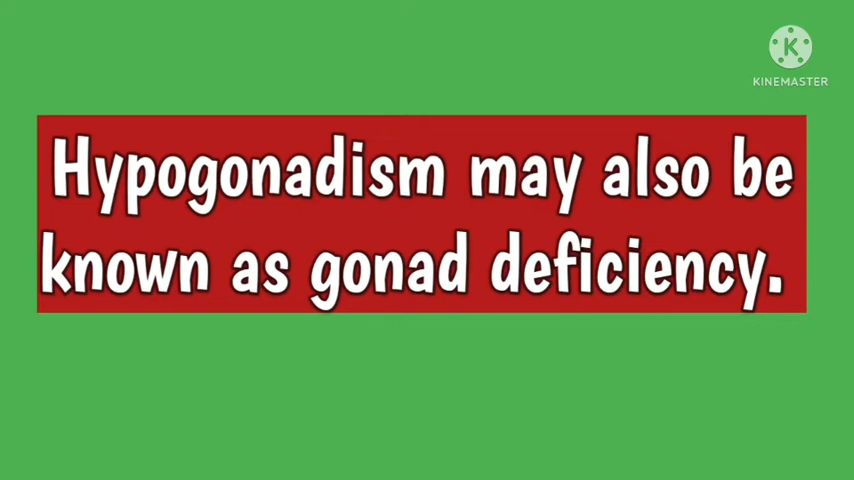 KINEMASTER
Hypogonadism may also be
known as gonad deficiency.